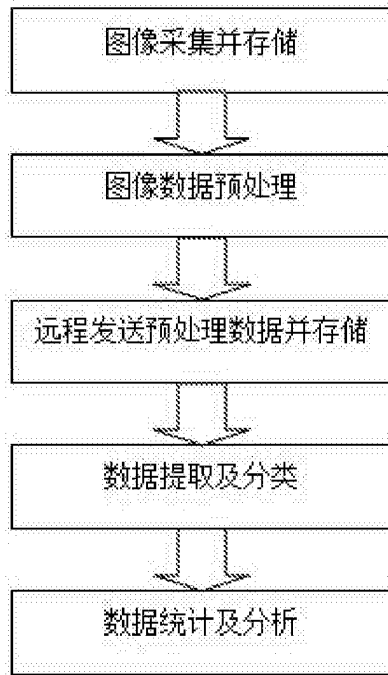 图像采集并存储
图像数据预处理
远程发送预处理数据并存储
数据提取及分类
数据统计及分析